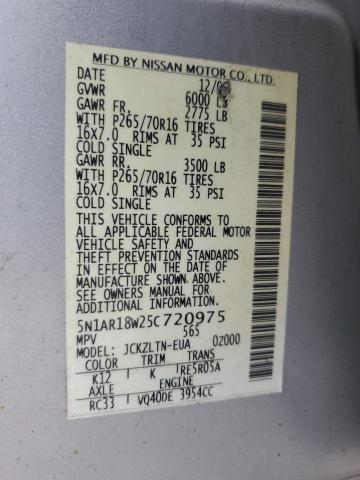 MFD BY NISSAN MOTOR CO., LTD.
DATE 12/0
GVWR 6000 LB
GAWR FR. 2775 LB
WITH P265/70R16 TIRES
16x7.0 RIMS AT 35 PSI
COLD SINGLE
GAWR RR. 3500 LB
WITH P265/70R16 TIRES
16x7.0 RIMS AT 35 PSI
COLD SINGLE
THIS VEHICLE CONFORMS TO
ALL APPLICABLE FEDERAL MOTOR
VEHICLE SAFETY AND
THEFT PREVENTION STANDARDS
IN EFFECT ON THE DATE OF
MANUFACTURE SHOWN ABOVE.
SEE OWNERS MANUAL FOR
ADDITIONAL INFORMATION.
5N1AR18W25C720975
MPV 565
MODEL: JCKZLTN-EUA 0Z000
COLOR TRIM TRANS
K12 K RE5R05A
AXLE ENGINE
RC33 VQ40DE 3954CC